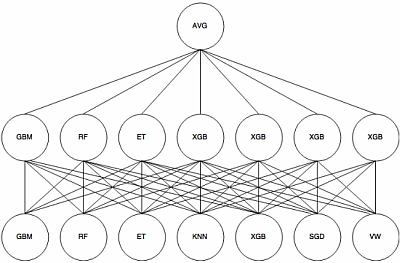 AVG
GBM RF ET XGB XGB XGB XGB
GBM RF ET KNN XGB SGD VW